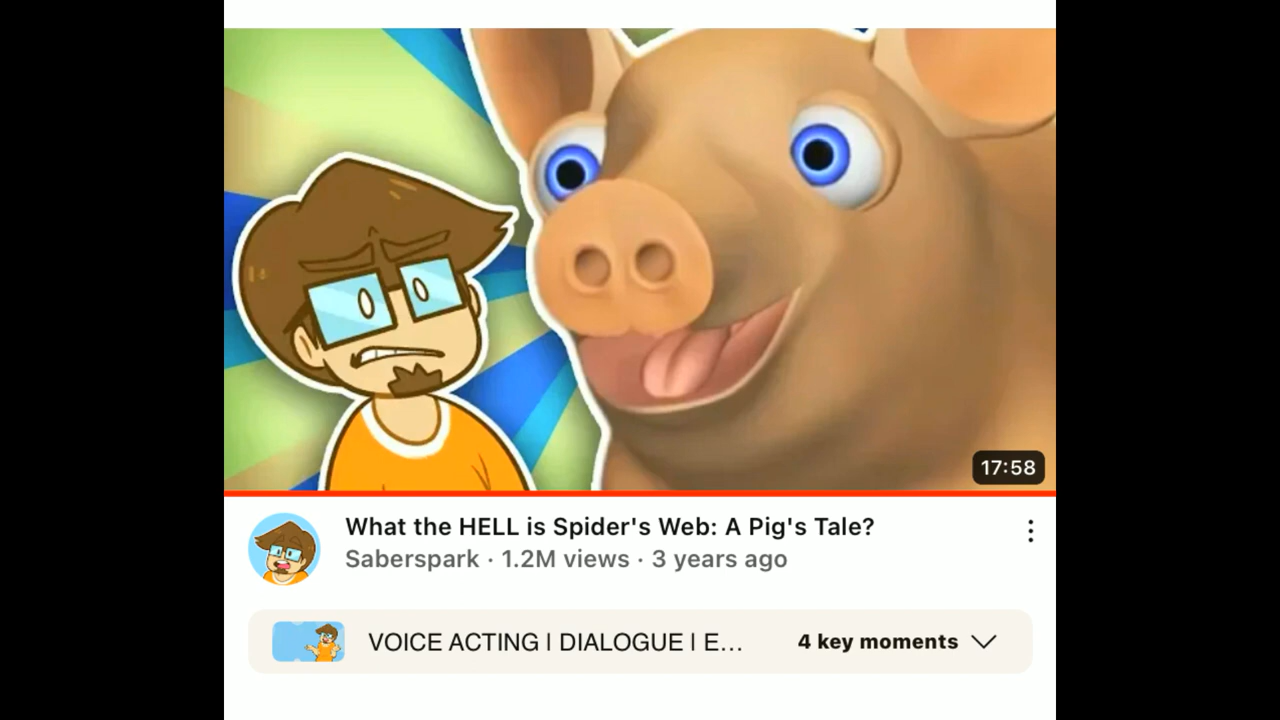 17:58
What the HELL is Spider's Web: A Pig's Tale?
Saberspark · 1.2M views · 3 years ago
VOICE ACTING | DIALOGUE | E... 4 key moments